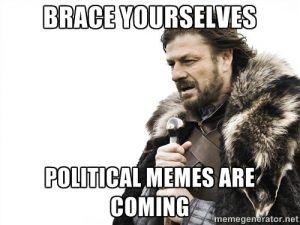 BRACE YOURSELVES
POLITICAL MEMES ARE
COMING
memegenerator.net